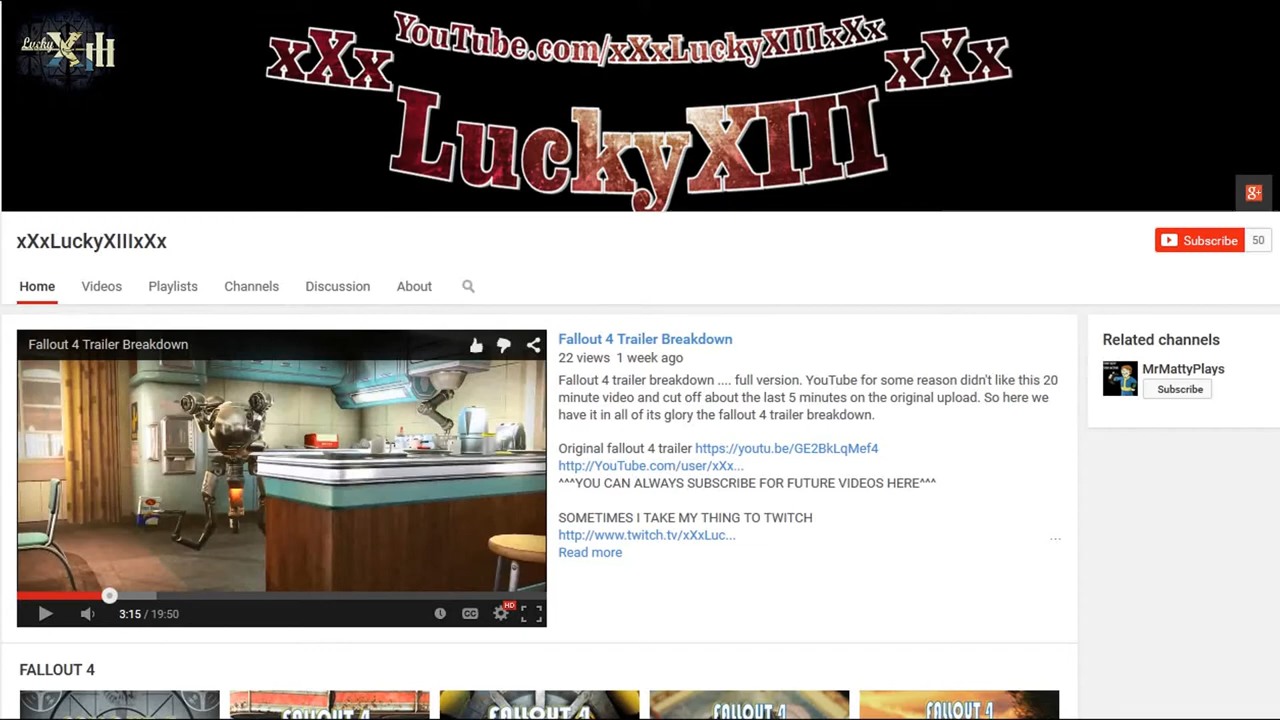 Lucky XIII
YouTube.com/xXxLuckyXIIIxXx
xXx
xXx
LuckyXIII
g+
xXxLuckyXIIIxXx
Subscribe 50
Home Videos Playlists Channels Discussion About
Fallout 4 Trailer Breakdown
3:15 / 19:50
CC
HD
Fallout 4 Trailer Breakdown
22 views 1 week ago
Fallout 4 trailer breakdown .... full version. YouTube for some reason didn't like this 20
minute video and cut off about the last 5 minutes on the original upload. So here we
have it in all of its glory the fallout 4 trailer breakdown.
Original fallout 4 trailer https://youtu.be/GE2BkLqMef4
http://YouTube.com/user/xXx...
^^^YOU CAN ALWAYS SUBSCRIBE FOR FUTURE VIDEOS HERE^^^
SOMETIMES I TAKE MY THING TO TWITCH
http://www.twitch.tv/xXxLuc...
...
Read more
Related channels
MrMattyPlays
Subscribe
FALLOUT 4
FALLOUT 4
FALLOUT 4
FALLOUT 4
FALLOUT 4